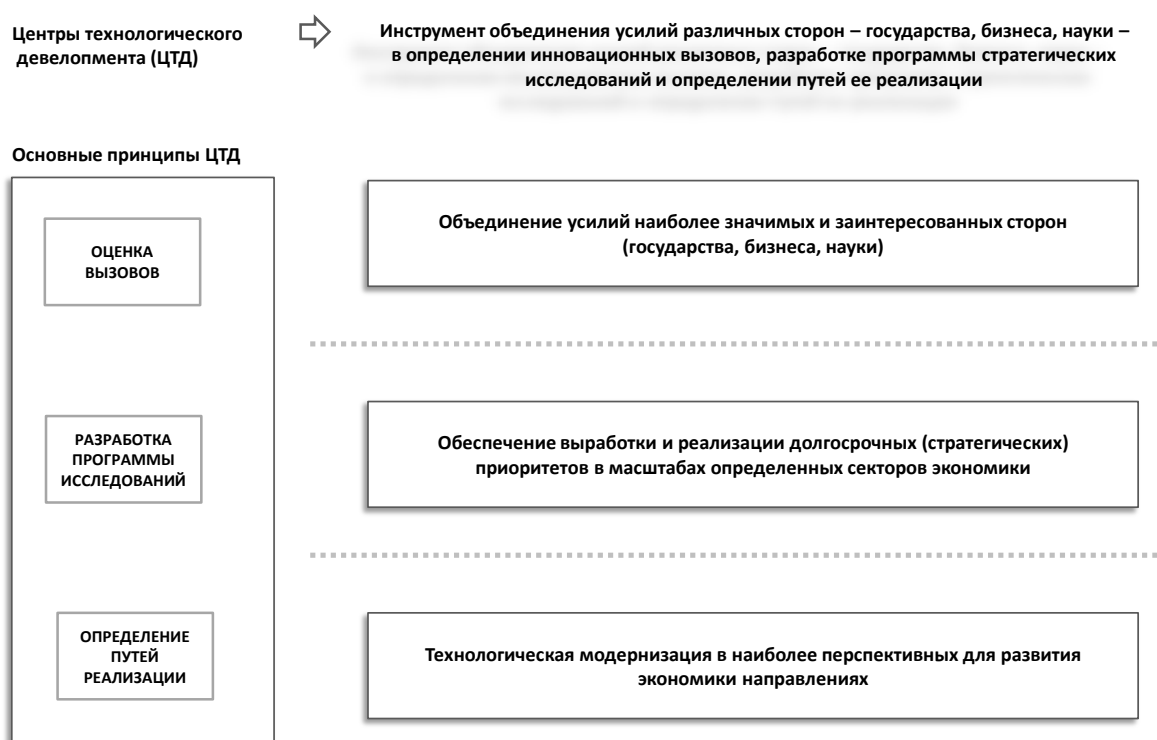 Центры технологического
девелопмента (ЦТД)
Инструмент объединения усилий различных сторон – государства, бизнеса, науки –
в определении инновационных вызовов, разработке программы стратегических
исследований и определении путей ее реализации
Основные принципы ЦТД
ОЦЕНКА
ВЫЗОВОВ
Объединение усилий наиболее значимых и заинтересованных сторон
(государства, бизнеса, науки)
РАЗРАБОТКА
ПРОГРАММЫ
ИССЛЕДОВАНИЙ
Обеспечение выработки и реализации долгосрочных (стратегических)
приоритетов в масштабах определенных секторов экономики
ОПРЕДЕЛЕНИЕ
ПУТЕЙ
РЕАЛИЗАЦИИ
Технологическая модернизация в наиболее перспективных для развития
экономики направлениях